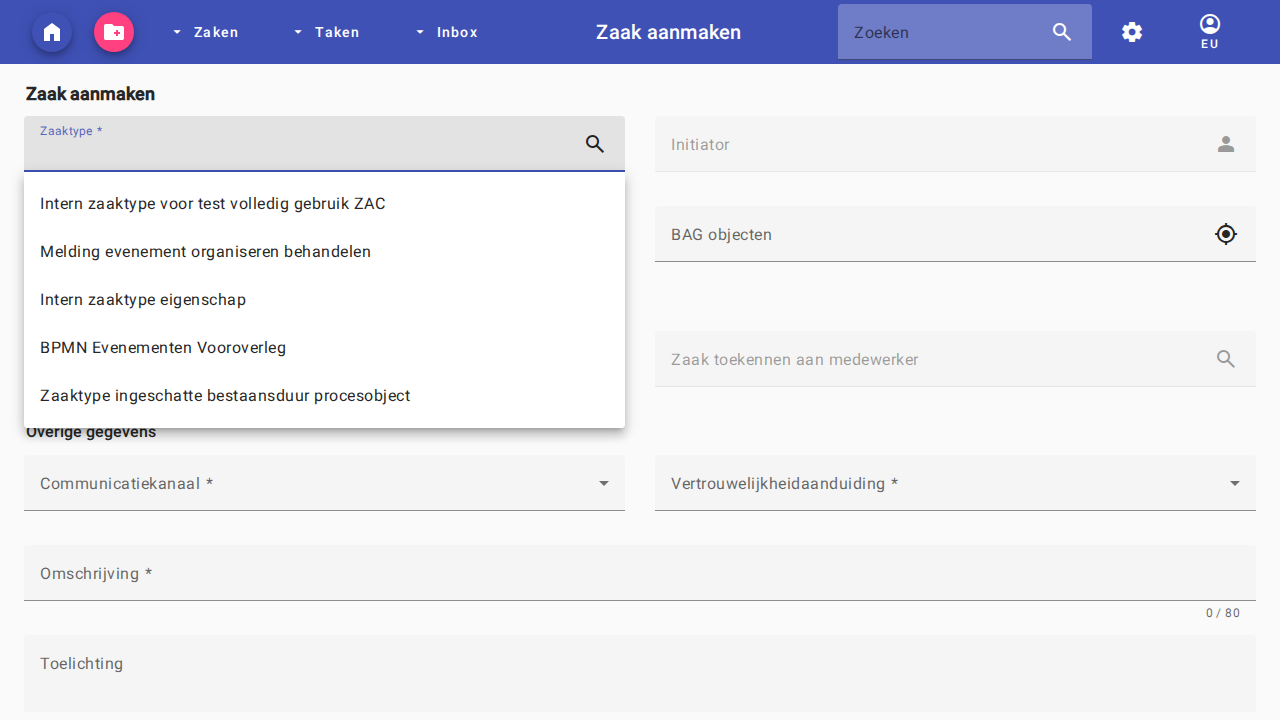 Zaken
Taken
Inbox
Zaak aanmaken
Zoeken
EU
Zaak aanmaken
Zaaktype *
Initiator
Intern zaaktype voor test volledig gebruik ZAC
Melding evenement organiseren behandelen
BAG objecten
Intern zaaktype eigenschap
BPMN Evenementen Vooroverleg
Zaak toekennen aan medewerker
Zaaktype ingeschatte bestaansduur procesobject
Overige gegevens
Communicatiekanaal *
Vertrouwelijkheidaanduiding *
Omschrijving *
0 / 80
Toelichting